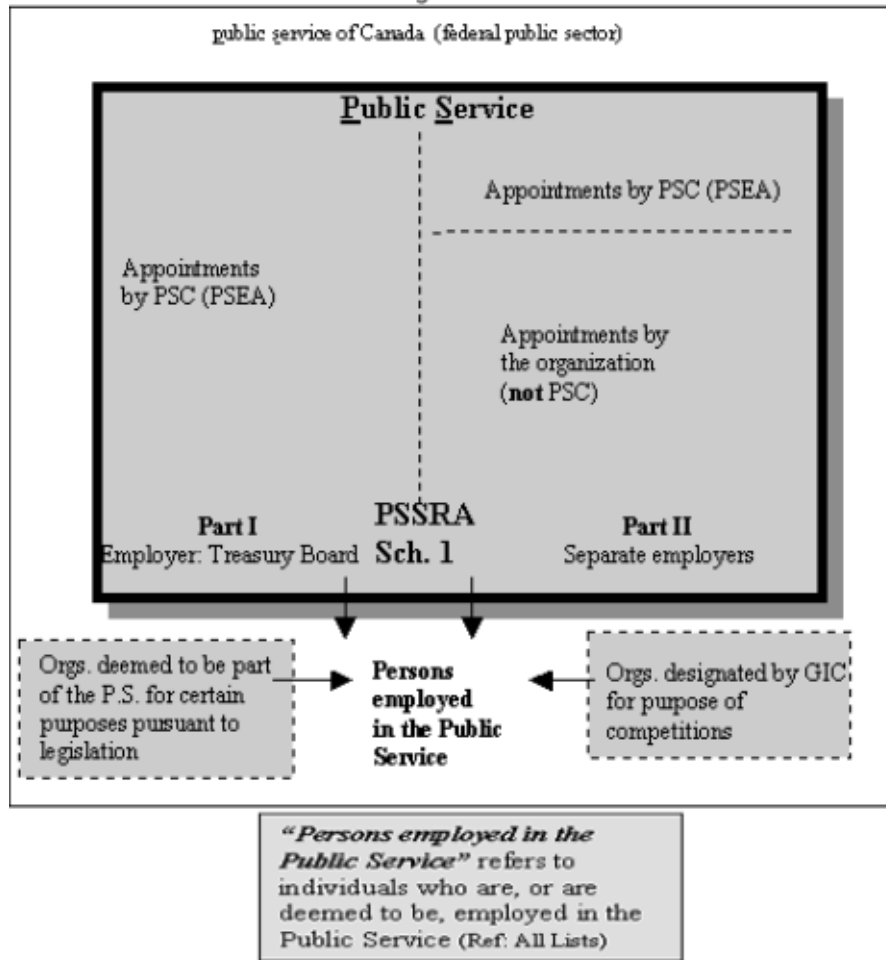 public service of Canada (federal public sector)
Public Service
Appointments by PSC (PSEA)
Appointments
by PSC (PSEA)
Appointments by
the organization
(not PSC)
PSSRA
Sch. 1
Part I
Employer: Treasury Board
Part II
Separate employers
Orgs. deemed to be part
of the P.S. for certain
purposes pursuant to
legislation
Persons
employed
in the Public
Service
Orgs. designated by GIC
for purpose of
competitions
“Persons employed in the
Public Service” refers to
individuals who are, or are
deemed to be, employed in the
Public Service (Ref: All Lists)